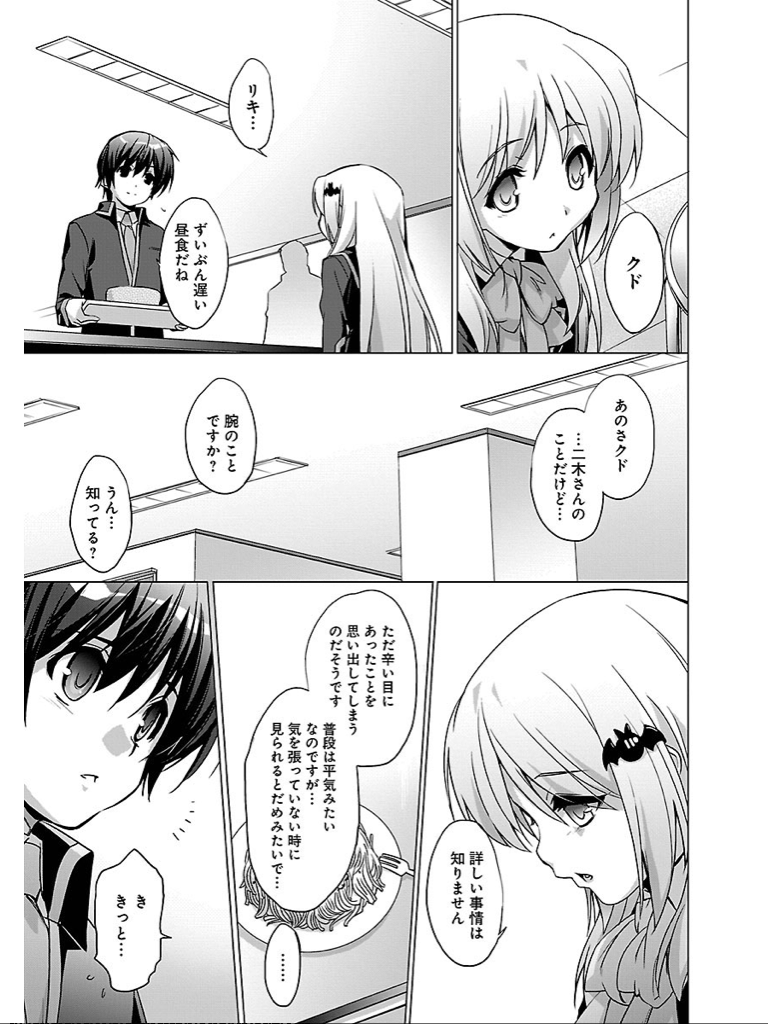 クド
リキ…
ずいぶん遅い
昼食だね
あのさクド
…二木さんの
ことだけど…
腕のこと
ですか?
うん…
知ってる?
詳しい事情は
知りません
ただ辛い目に
あったことを
思い出してしまう
のだそうです
普段は平気みたい
なのですが…
気を張っていない時に
見られるとだめみたいで…
……
き
きっと…